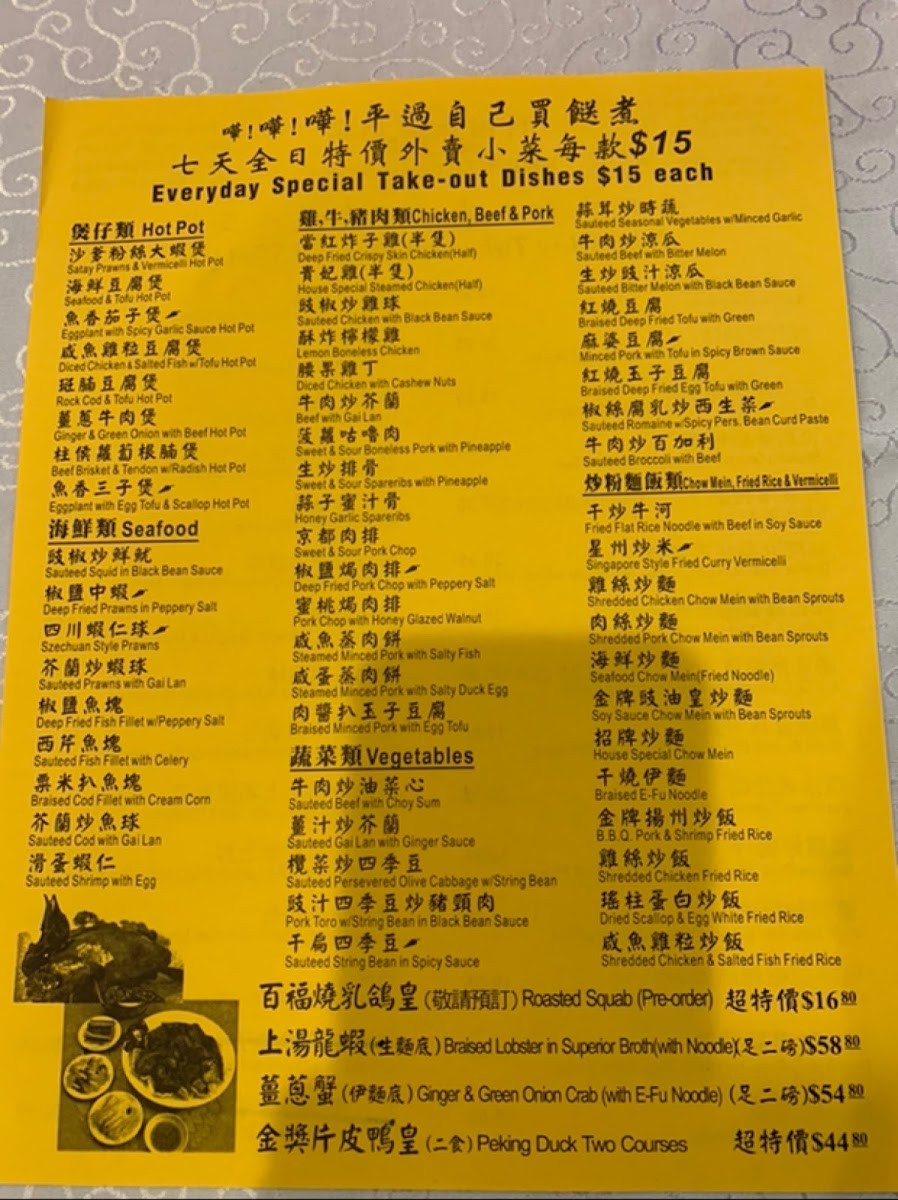 嘩!嘩!嘩!平過自己買餸煮
七天全日特價外賣小菜每款$15
Everyday Special Take-out Dishes $15 each
煲仔類 Hot Pot
沙爹粉絲大蝦煲
Satay Prawns & Vermicelli Hot Pot
海鮮豆腐煲
Seafood & Tofu Hot Pot
魚香茄子煲
Eggplant with Spicy Garlic Sauce Hot Pot
咸魚雞粒豆腐煲
Diced Chicken & Salted Fish w/Tofu Hot Pot
斑腩豆腐煲
Rock Cod & Tofu Hot Pot
薑蔥牛肉煲
Ginger & Green Onion with Beef Hot Pot
柱侯蘿蔔根腩煲
Beef Brisket & Tendon w/Radish Hot Pot
魚香三子煲
Eggplant with Egg Tofu & Scallop Hot Pot
海鮮類 Seafood
豉椒炒鮮魷
Sauteed Squid in Black Bean Sauce
椒鹽中蝦
Deep Fried Prawns in Peppery Salt
四川蝦仁球
Szechuan Style Prawns
芥蘭炒蝦球
Sauteed Prawns with Gai Lan
椒鹽魚塊
Deep Fried Fish Fillet w/Peppery Salt
西芹魚塊
Sauteed Fish Fillet with Celery
粟米扒魚塊
Braised Cod Fillet with Cream Corn
芥蘭炒魚球
Sauteed Cod with Gai Lan
滑蛋蝦仁
Sauteed Shrimp with Egg
雞,牛,豬肉類Chicken, Beef & Pork
當紅炸子雞(半隻)
Deep Fried Crispy Skin Chicken(Half)
貴妃雞(半隻)
House Special Steamed Chicken(Half)
豉椒炒雞球
Sauteed Chicken with Black Bean Sauce
酥炸檸檬雞
Lemon Boneless Chicken
腰果雞丁
Diced Chicken with Cashew Nuts
牛肉炒芥蘭
Beef with Gai Lan
菠蘿咕嚕肉
Sweet & Sour Boneless Pork with Pineapple
生炒排骨
Sweet & Sour Spareribs with Pineapple
蒜子蜜汁骨
Honey Garlic Spareribs
京都肉排
Sweet & Sour Pork Chop
椒鹽焗肉排
Deep Fried Pork Chop with Peppery Salt
蜜桃焗肉排
Pork Chop with Honey Glazed Walnut
咸魚蒸肉餅
Steamed Minced Pork with Salty Fish
咸蛋蒸肉餅
Steamed Minced Pork with Salty Duck Egg
肉醬扒玉子豆腐
Braised Minced Pork with Egg Tofu
蔬菜類 Vegetables
牛肉炒油菜心
Sauteed Beef with Choy Sum
薑汁炒芥蘭
Sauteed Gai Lan with Ginger Sauce
欖菜炒四季豆
Sauteed Persevered Olive Cabbage w/String Bean
豉汁四季豆炒豬頸肉
Pork Toro w/String Bean in Black Bean Sauce
干扁四季豆
Sauteed String Bean in Spicy Sauce
蒜茸炒時蔬
Sauteed Seasonal Vegetables w/Minced Garlic
牛肉炒涼瓜
Sauteed Beef with Bitter Melon
生炒豉汁涼瓜
Sauteed Bitter Melon with Black Bean Sauce
紅燒豆腐
Braised Deep Fried Tofu with Green
麻婆豆腐
Minced Pork with Tofu in Spicy Brown Sauce
紅燒玉子豆腐
Braised Deep Fried Egg Tofu with Green
椒絲腐乳炒西生菜
Sauteed Romaine w/Spicy Pers. Bean Curd Paste
牛肉炒百加利
Sauteed Broccoli with Beef
炒粉麵飯類Chow Mein, Fried Rice & Vermicelli
干炒牛河
Fried Flat Rice Noodle with Beef in Soy Sauce
星州炒米
Singapore Style Fried Curry Vermicelli
雞絲炒麵
Shredded Chicken Chow Mein with Bean Sprouts
肉絲炒麵
Shredded Pork Chow Mein with Bean Sprouts
海鮮炒麵
Seafood Chow Mein(Fried Noodle)
金牌豉油皇炒麵
Soy Sauce Chow Mein with Bean Sprouts
招牌炒麵
House Special Chow Mein
干燒伊麵
Braised E-Fu Noodle
金牌揚州炒飯
B.B.Q. Pork & Shrimp Fried Rice
雞絲炒飯
Shredded Chicken Fried Rice
瑤柱蛋白炒飯
Dried Scallop & Egg White Fried Rice
咸魚雞粒炒飯
Shredded Chicken & Salted Fish Fried Rice
百福燒乳鴿皇(敬請預訂) Roasted Squab (Pre-order) 超特價$16.80
上湯龍蝦(生麵底) Braised Lobster in Superior Broth(with Noodle)(足二磅)$58.80
薑蔥蟹(伊麵底) Ginger & Green Onion Crab (with E-Fu Noodle) (足二磅)$54.80
金獎片皮鴨皇(二食) Peking Duck Two Courses 超特價$44.80